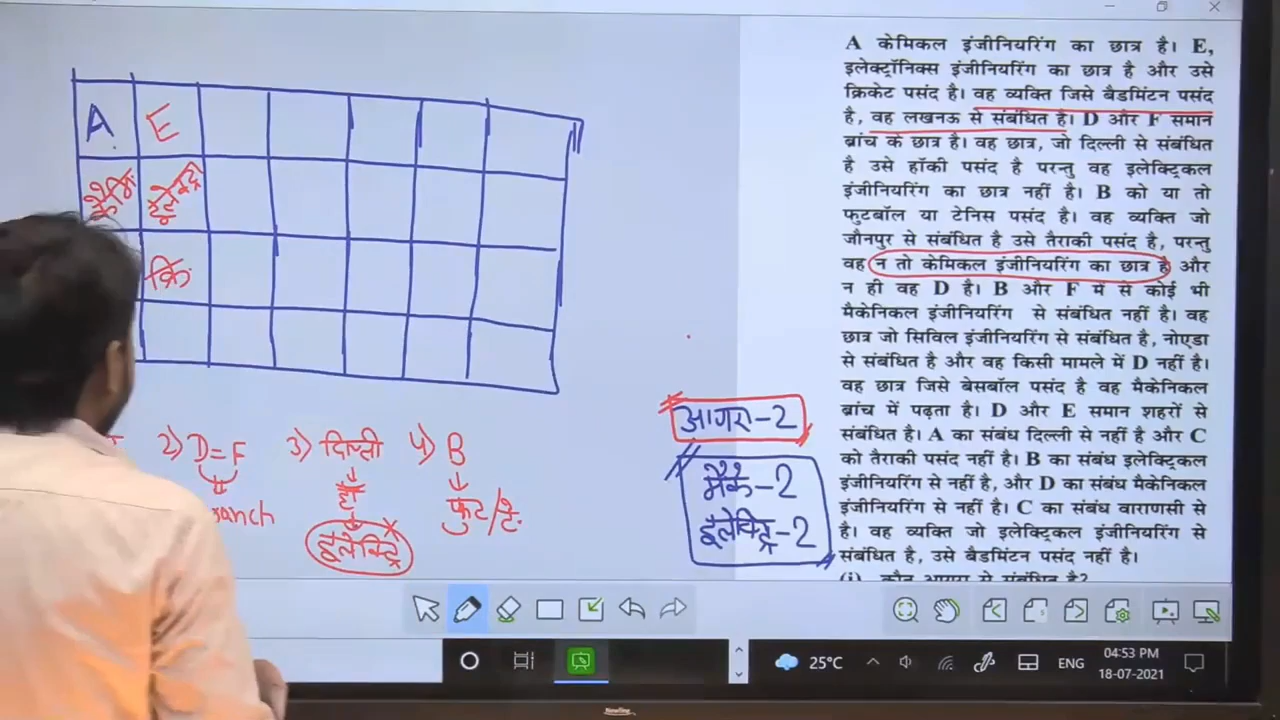 A E
कैमि इलेक्ट्रॉ
क्रि
2) D=F
ranch
3) दिल्ली
हॉ
इलेक्ट्रि
4) B
फुट/टे
आगरा-2
मैके-2
इलेक्ट्रि-2
A केमिकल इंजीनियरिंग का छात्र है। E,
इलेक्ट्रॉनिक्स इंजीनियरिंग का छात्र है और उसे
क्रिकेट पसंद है। वह व्यक्ति जिसे बैडमिंटन पसंद
है, वह लखनऊ से संबंधित है। D और F समान
ब्रांच के छात्र है। वह छात्र, जो दिल्ली से संबंधित
है उसे हॉकी पसंद है परन्तु वह इलेक्ट्रिकल
इंजीनियरिंग का छात्र नहीं है। B को या तो
फुटबॉल या टेनिस पसंद है। वह व्यक्ति जो
जौनपुर से संबंधित है उसे तैराकी पसंद है, परन्तु
वह न तो केमिकल इंजीनियरिंग का छात्र है और
न ही वह D है। B और F में से कोई भी
मैकेनिकल इंजीनियरिंग से संबंधित नहीं है। वह
छात्र जो सिविल इंजीनियरिंग से संबंधित है, नोएडा
से संबंधित है और वह किसी मामले में D नहीं है।
वह छात्र जिसे बेसबॉल पसंद है वह मैकेनिकल
ब्रांच में पढ़ता है। D और E समान शहरों से
संबंधित है। A का संबंध दिल्ली से नहीं है और C
को तैराकी पसंद नहीं है। B का संबंध इलेक्ट्रिकल
इंजीनियरिंग से नहीं है, और D का संबंध मैकेनिकल
इंजीनियरिंग से नहीं है। C का संबंध वाराणसी से
है। वह व्यक्ति जो इलेक्ट्रिकल इंजीनियरिंग से
संबंधित है, उसे बैडमिंटन पसंद नहीं है।
(i) कौन आगरा से संबंधित है?
25°C ENG 04:53 PM
18-07-2021